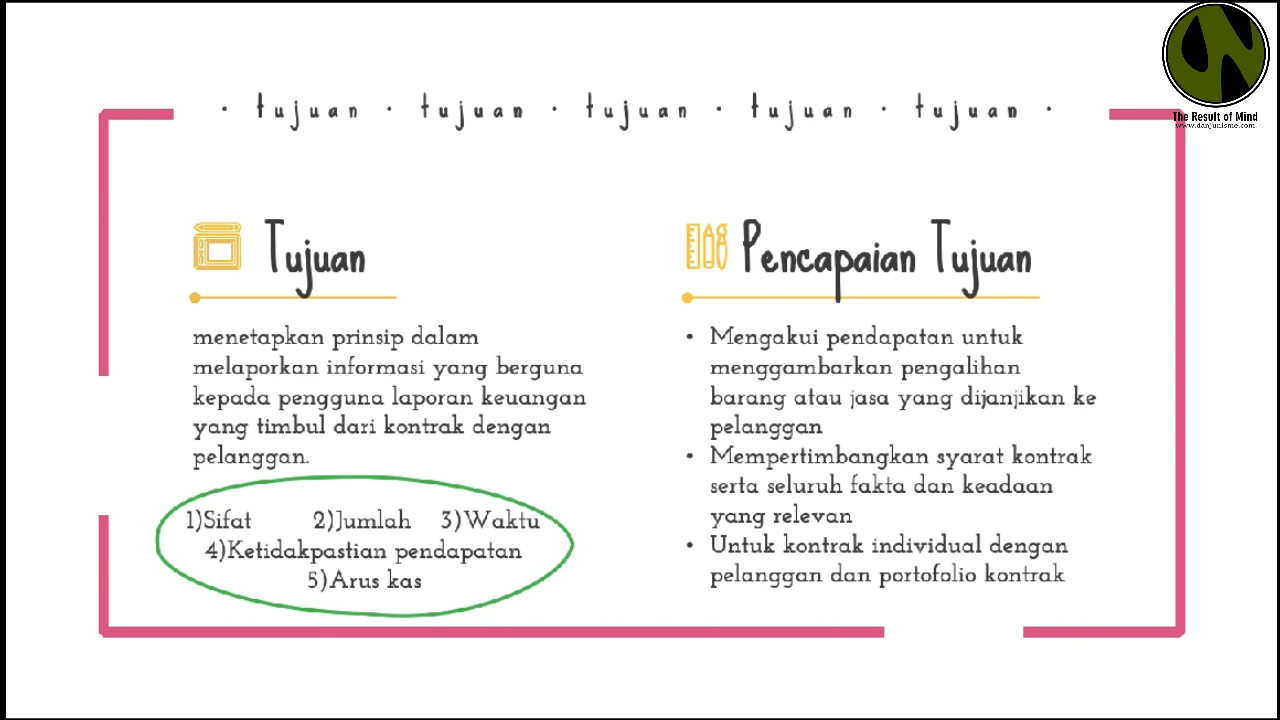 The Result of Mind
www.danjunisme.com
· tujuan · tujuan · tujuan · tujuan · tujuan ·
Tujuan
menetapkan prinsip dalam
melaporkan informasi yang berguna
kepada pengguna laporan keuangan
yang timbul dari kontrak dengan
pelanggan.
1)Sifat 2)Jumlah 3)Waktu
4)Ketidakpastian pendapatan
5)Arus kas
Pencapaian Tujuan
• Mengakui pendapatan untuk
menggambarkan pengalihan
barang atau jasa yang dijanjikan ke
pelanggan
• Mempertimbangkan syarat kontrak
serta seluruh fakta dan keadaan
yang relevan
• Untuk kontrak individual dengan
pelanggan dan portofolio kontrak